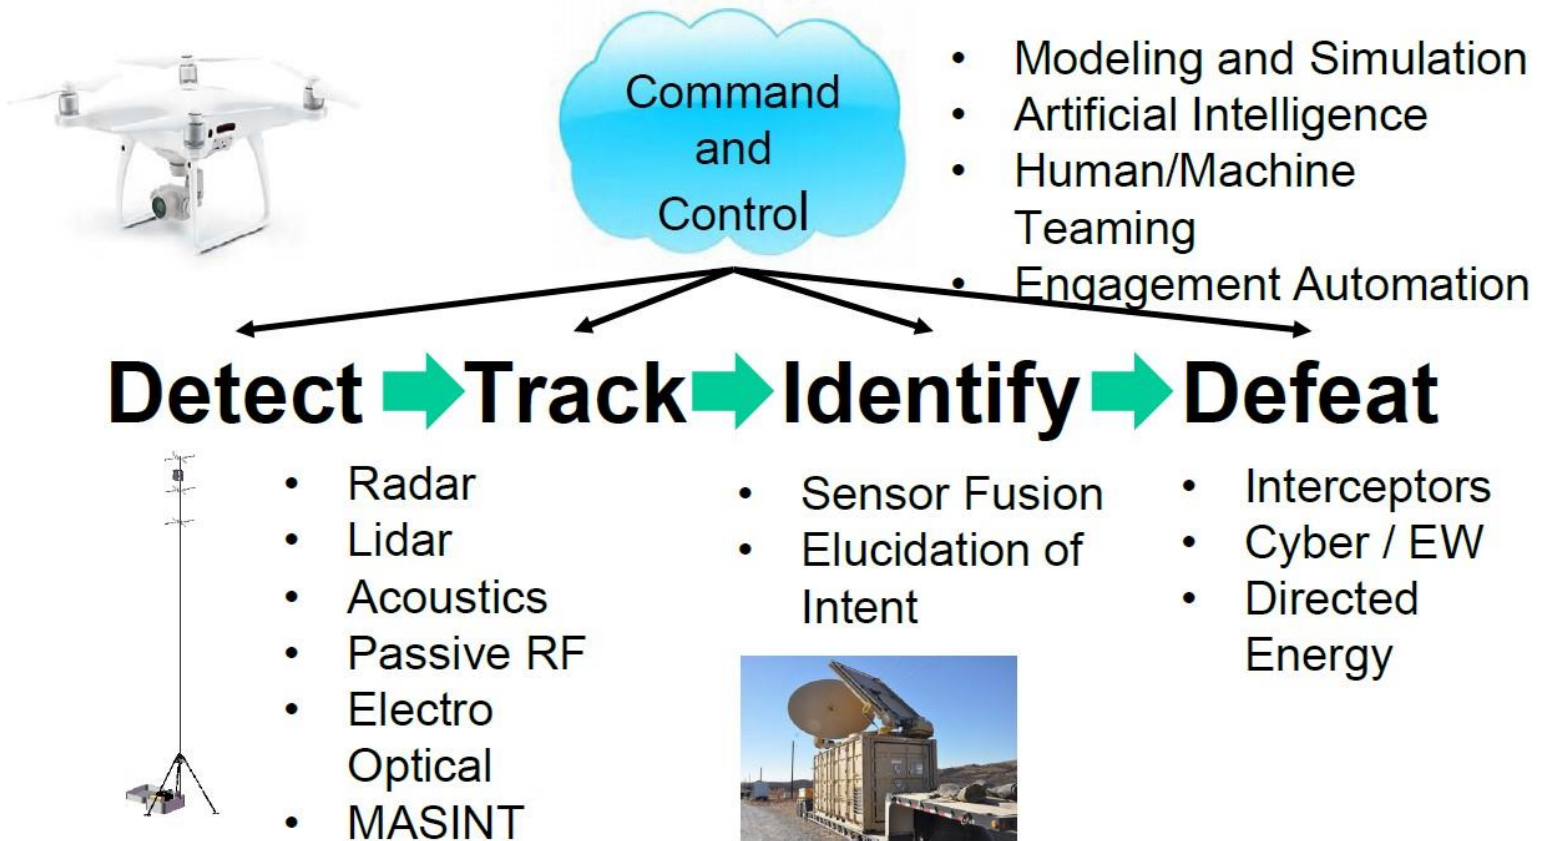 Command
and
Control
• Modeling and Simulation
• Artificial Intelligence
• Human/Machine
Teaming
• Engagement Automation
Detect Track Identify Defeat
• Radar
• Lidar
• Acoustics
• Passive RF
• Electro
Optical
• MASINT
• Sensor Fusion
• Elucidation of
Intent
• Interceptors
• Cyber / EW
• Directed
Energy